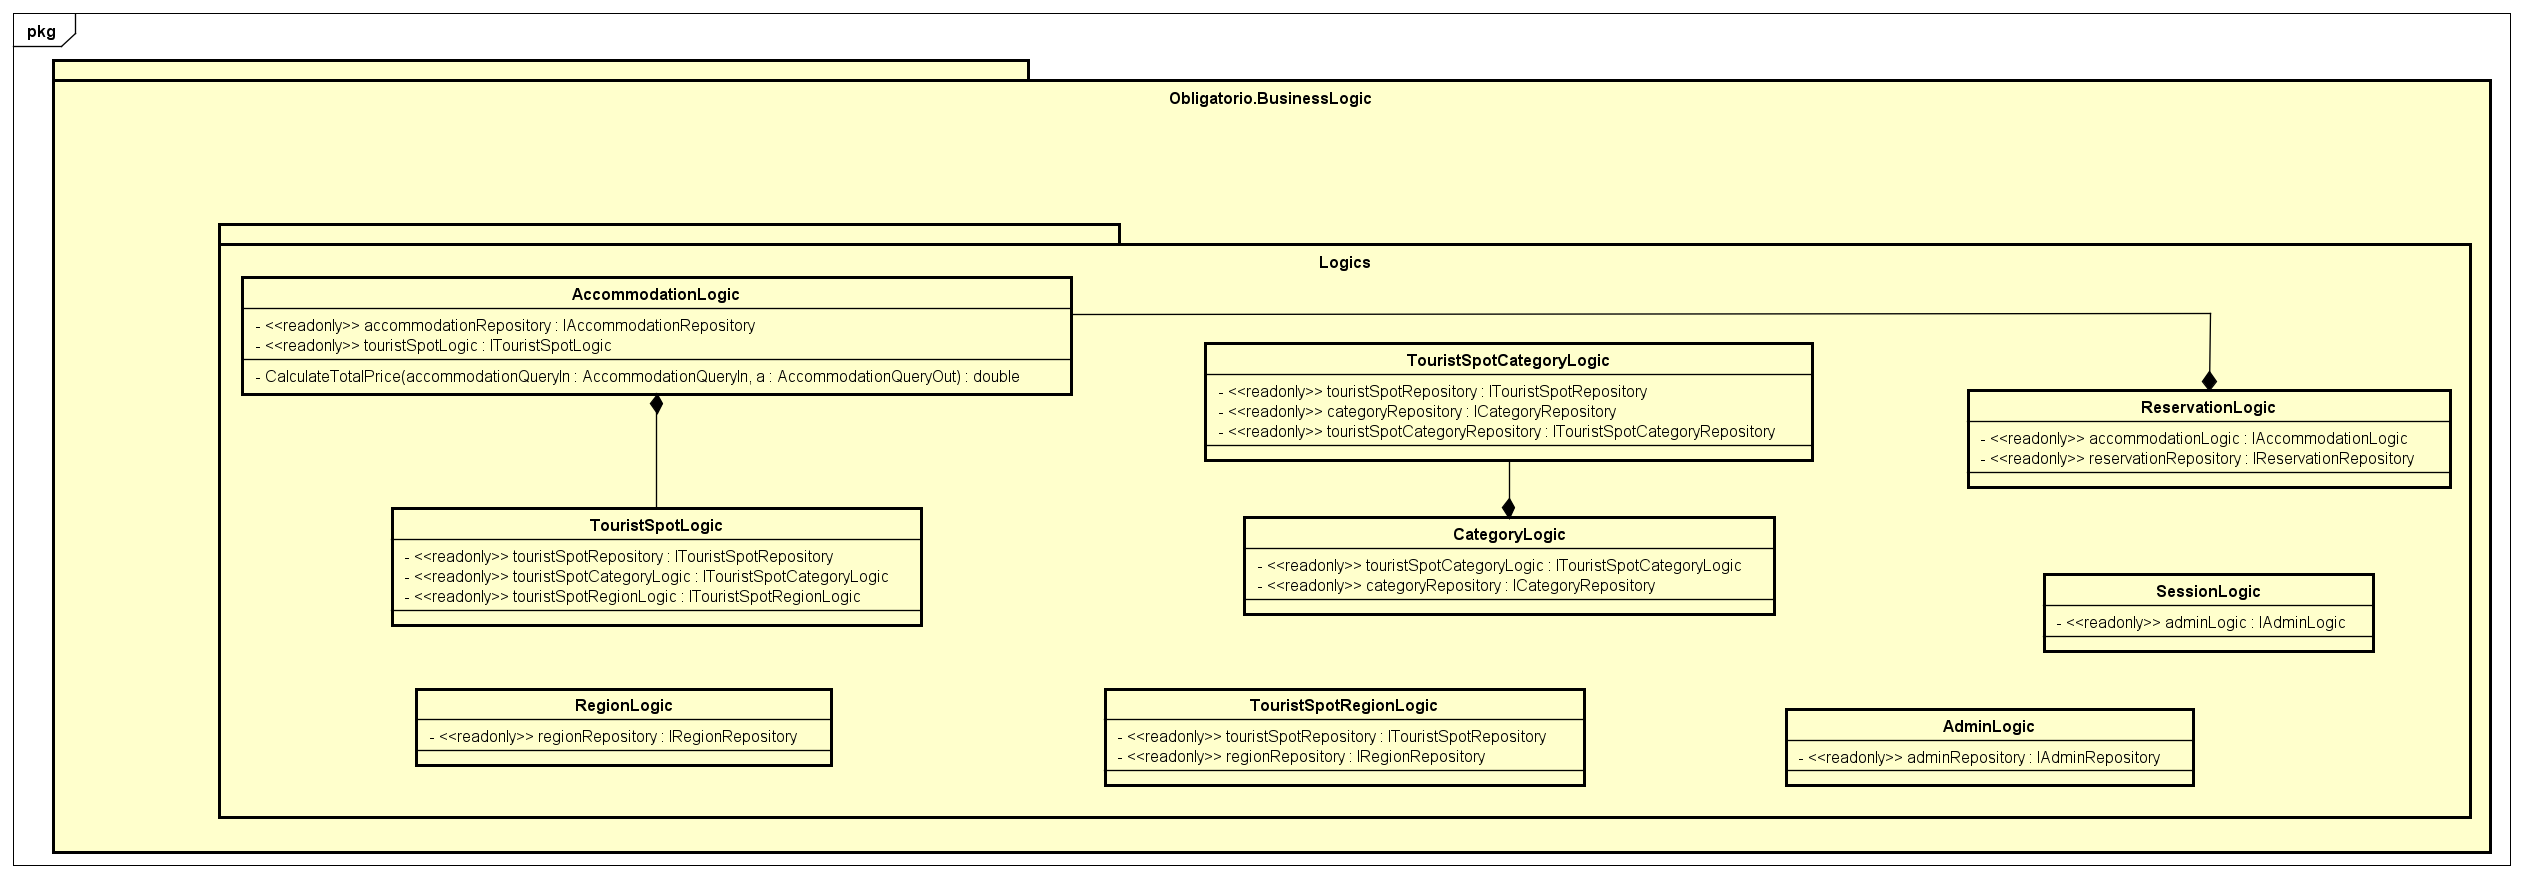 pkg
Obligatorio.BusinessLogic
Logics
AccommodationLogic
- <<readonly>> accommodationRepository : IAccommodationRepository
- <<readonly>> touristSpotLogic : ITouristSpotLogic
- CalculateTotalPrice(accommodationQueryIn : AccommodationQueryIn, a : AccommodationQueryOut) : double
TouristSpotCategoryLogic
- <<readonly>> touristSpotRepository : ITouristSpotRepository
- <<readonly>> categoryRepository : ICategoryRepository
- <<readonly>> touristSpotCategoryRepository : ITouristSpotCategoryRepository
ReservationLogic
- <<readonly>> accommodationLogic : IAccommodationLogic
- <<readonly>> reservationRepository : IReservationRepository
TouristSpotLogic
- <<readonly>> touristSpotRepository : ITouristSpotRepository
- <<readonly>> touristSpotCategoryLogic : ITouristSpotCategoryLogic
- <<readonly>> touristSpotRegionLogic : ITouristSpotRegionLogic
CategoryLogic
- <<readonly>> touristSpotCategoryLogic : ITouristSpotCategoryLogic
- <<readonly>> categoryRepository : ICategoryRepository
SessionLogic
- <<readonly>> adminLogic : IAdminLogic
RegionLogic
- <<readonly>> regionRepository : IRegionRepository
TouristSpotRegionLogic
- <<readonly>> touristSpotRepository : ITouristSpotRepository
- <<readonly>> regionRepository : IRegionRepository
AdminLogic
- <<readonly>> adminRepository : IAdminRepository